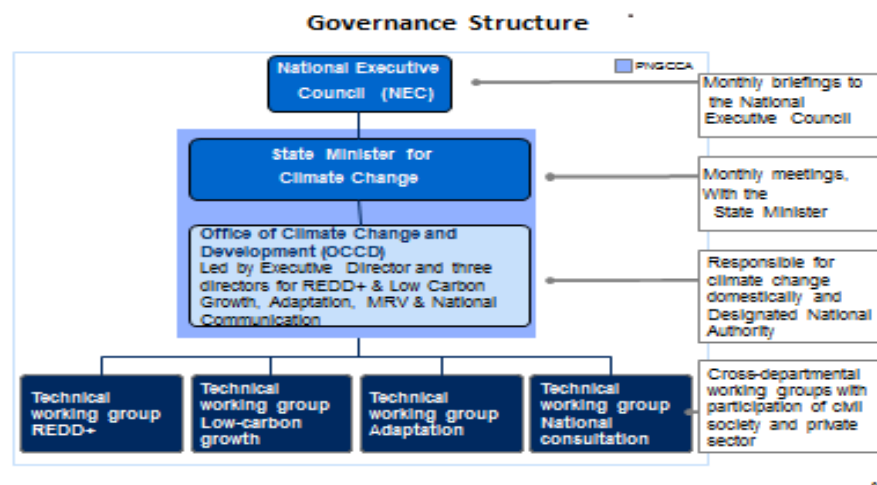 Governance Structure
National Executive
Council (NEC)
PNGCCA
Monthly briefings to
the National
Executive Council
State Minister for
Climate Change
Monthly meetings,
With the
State Minister
Office of Climate Change and
Development (OCCD)
Led by Executive Director and three
directors for REDD+ & Low Carbon
Growth, Adaptation, MRV & National
Communication
Responsible for
climate change
domestically and
Designated National
Authority
Technical
working group
REDD+
Technical
working group
Low-carbon
growth
Technical
working group
Adaptation
Technical
working group
National
consultation
Cross-departmental
working groups with
participation of civil
society and private
sector